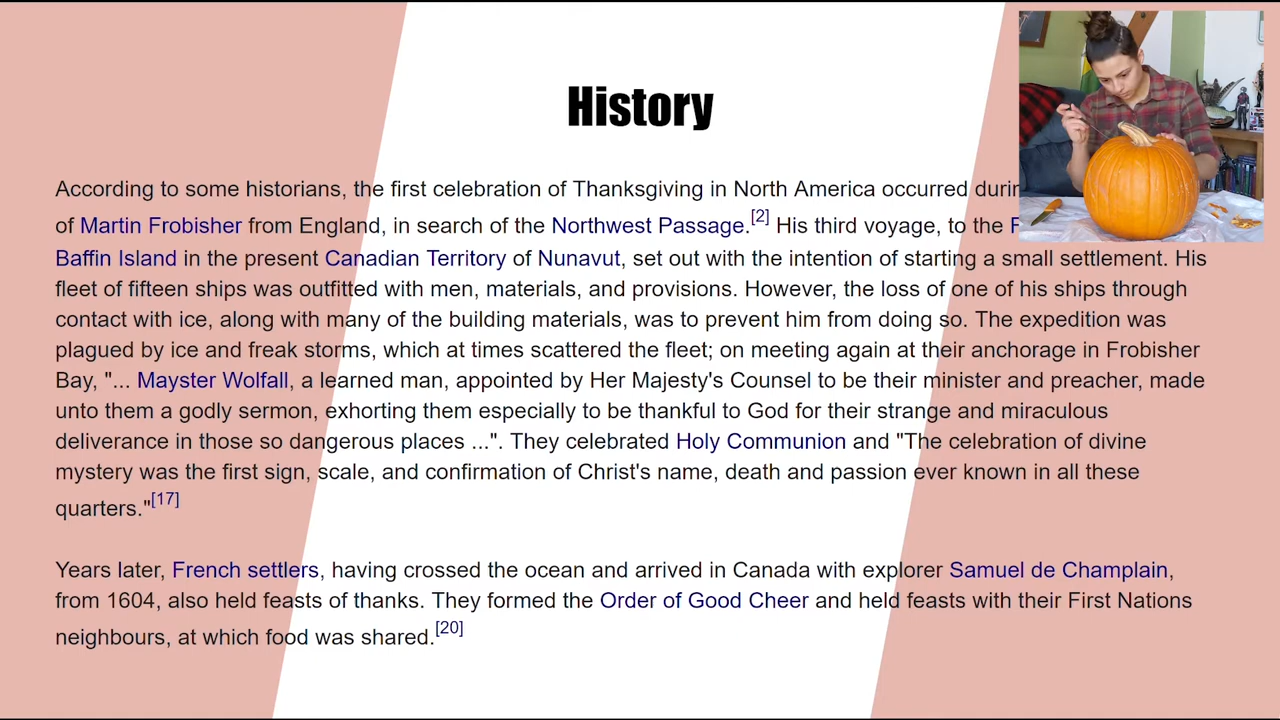 History
According to some historians, the first celebration of Thanksgiving in North America occurred
of Martin Frobisher from England, in search of the Northwest Passage.[2] His third voyage, to the
Baffin Island in the present Canadian Territory of Nunavut, set out with the intention of starting a small settlement. His
fleet of fifteen ships was outfitted with men, materials, and provisions. However, the loss of one of his ships through
contact with ice, along with many of the building materials, was to prevent him from doing so. The expedition was
plagued by ice and freak storms, which at times scattered the fleet; on meeting again at their anchorage in Frobisher
Bay, "... Mayster Wolfall, a learned man, appointed by Her Majesty's Counsel to be their minister and preacher, made
unto them a godly sermon, exhorting them especially to be thankful to God for their strange and miraculous
deliverance in those so dangerous places ...". They celebrated Holy Communion and "The celebration of divine
mystery was the first sign, scale, and confirmation of Christ's name, death and passion ever known in all these
quarters."[17]
Years later, French settlers, having crossed the ocean and arrived in Canada with explorer Samuel de Champlain,
from 1604, also held feasts of thanks. They formed the Order of Good Cheer and held feasts with their First Nations
neighbours, at which food was shared.[20]